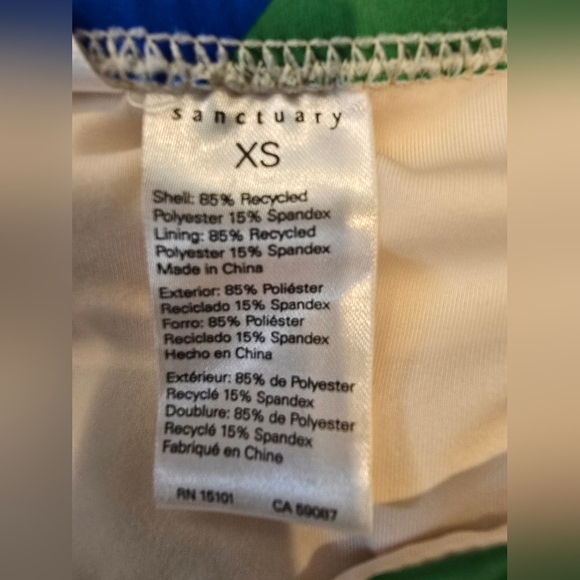 sanctuary
XS
Shell: 85% Recycled
Polyester 15% Spandex
Lining: 85% Recycled
Polyester 15% Spandex
Made in China
Exterior: 85% Poliéster
Reciclado 15% Spandex
Forro: 85% Poliéster
Reciclado 15% Spandex
Hecho en China
Extérieur: 85% de Polyester
Recyclé 15% Spandex
Doublure: 85% de Polyester
Recyclé 15% Spandex
Fabriqué en Chine
RN 15101 CA 59087